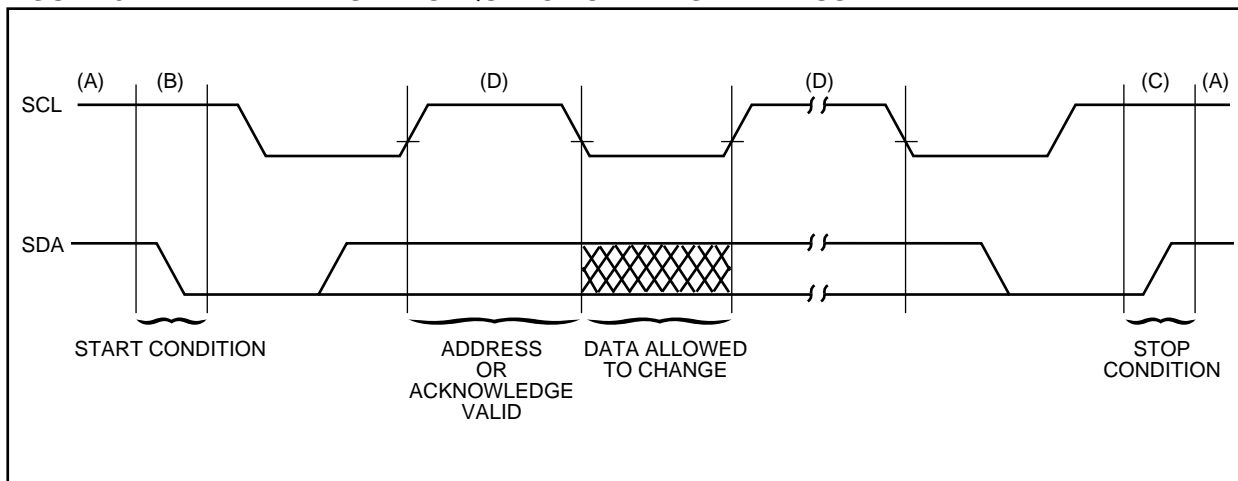 (A) (B) (D) (D) (C) (A)
SCL
SDA
START CONDITION
ADDRESS
OR
ACKNOWLEDGE
VALID
DATA ALLOWED
TO CHANGE
STOP
CONDITION